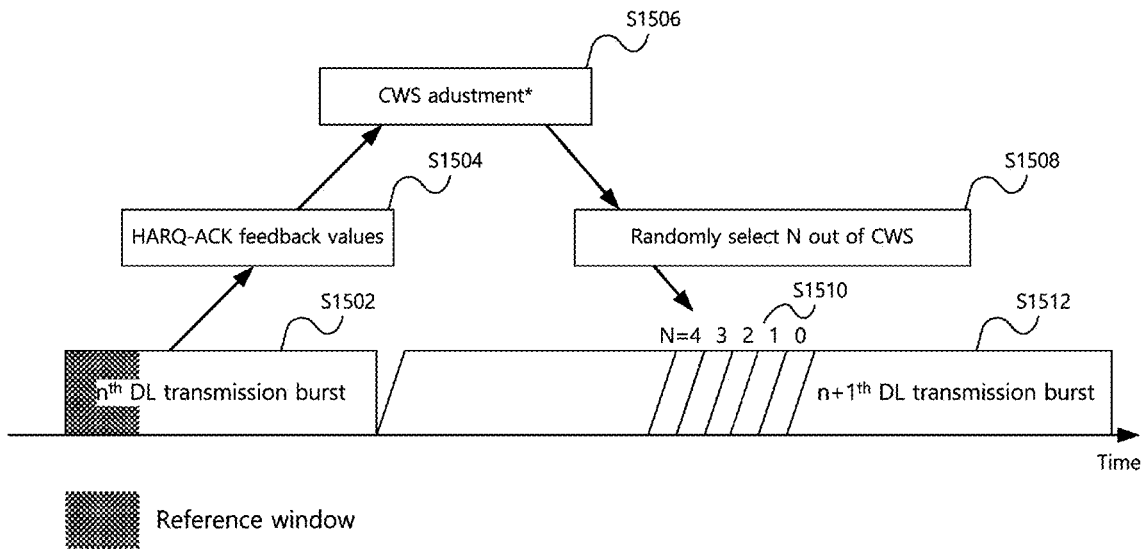 S1506
CWS adustment*
S1504
S1508
HARQ-ACK feedback values
Randomly select N out of CWS
S1502
S1510
S1512
N=4 3 2 1 0
nth DL transmission burst
n+1th DL transmission burst
Time
Reference window